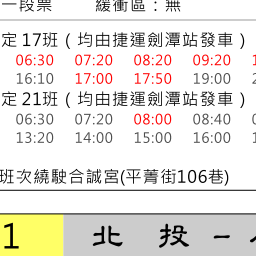 一段票 緩衝區：無
定 17班 ( 均由捷運劍潭站發車 )
06:30 07:20 08:20 09:20
16:10 17:00 17:50 19:00
定 21班 ( 均由捷運劍潭站發車 )
06:30 07:20 08:00 08:40
13:20 14:00 15:00 16:00
班次繞駛合誠宮(平菁街106巷)
1 北 投 –